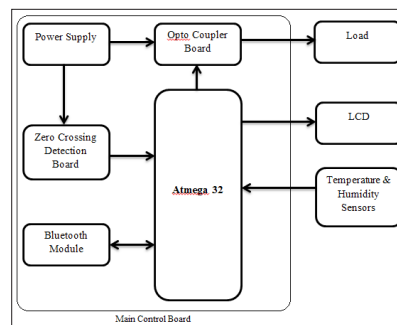 Power Supply
Opto Coupler
Board
Load
Zero Crossing
Detection
Board
Atmega 32
LCD
Temperature &
Humidity
Sensors
Bluetooth
Module
Main Control Board